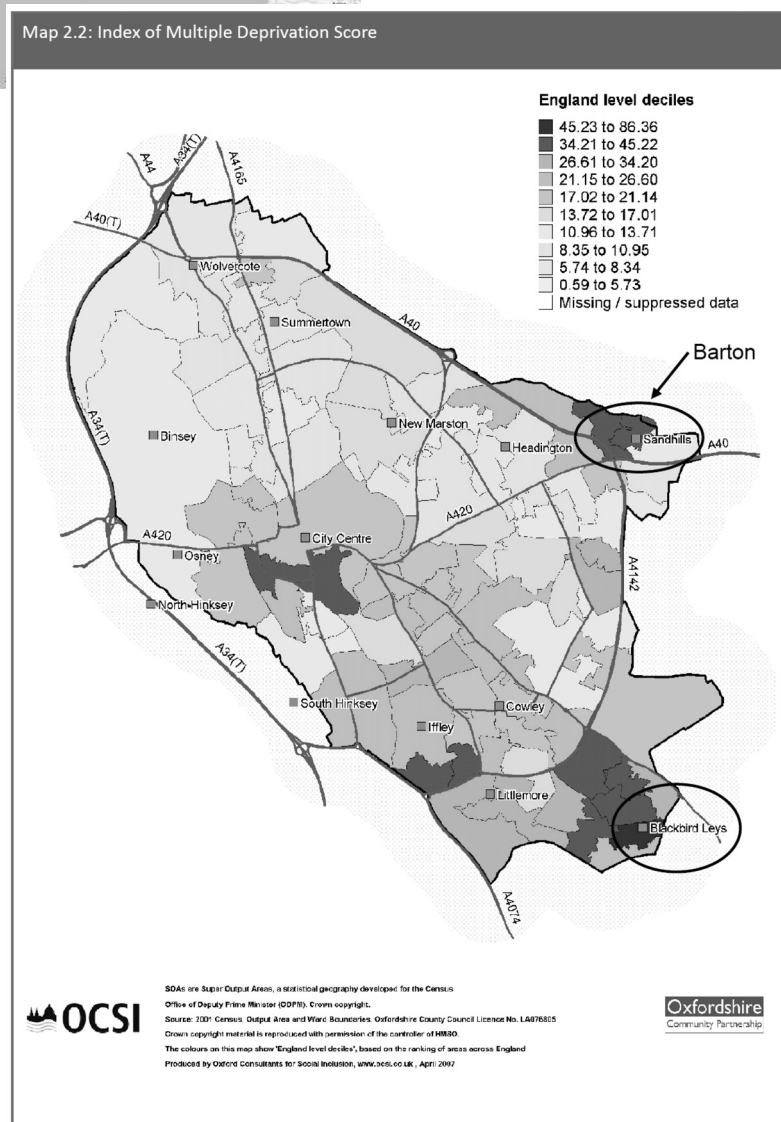 Map 2.2: Index of Multiple Deprivation Score
England level deciles
45.23 to 86.36
34.21 to 45.22
26.61 to 34.20
21.15 to 26.60
17.02 to 21.14
13.72 to 17.01
10.96 to 13.71
8.35 to 10.95
5.74 to 8.34
0.59 to 5.73
Missing / suppressed data
A44
A34(T)
A4165
A40(T)
Wolvercote
Summertown
A40
Barton
A34(T)
Binsey
New Marston
Headington
Sandhills
A40
A420
A420
City Centre
Osney
A4142
North Hinksey
A34(T)
South Hinksey
Cowley
Iffley
Littlemore
Blackbird Leys
A4074
OCSI
SOAs are Super Output Areas, a statistical geography developed for the Census
Office of Deputy Prime Minister (ODPM). Crown copyright.
Source: 2001 Census, Output Area and Ward Boundaries. Oxfordshire County Council Licence No. LA076805
Crown copyright material is reproduced with permission of the controller of HMSO.
The colours on this map show 'England level deciles', based on the ranking of areas across England
Produced by Oxford Consultants for Social Inclusion, www.ocsi.co.uk , April 2007
Oxfordshire
Community Partnership